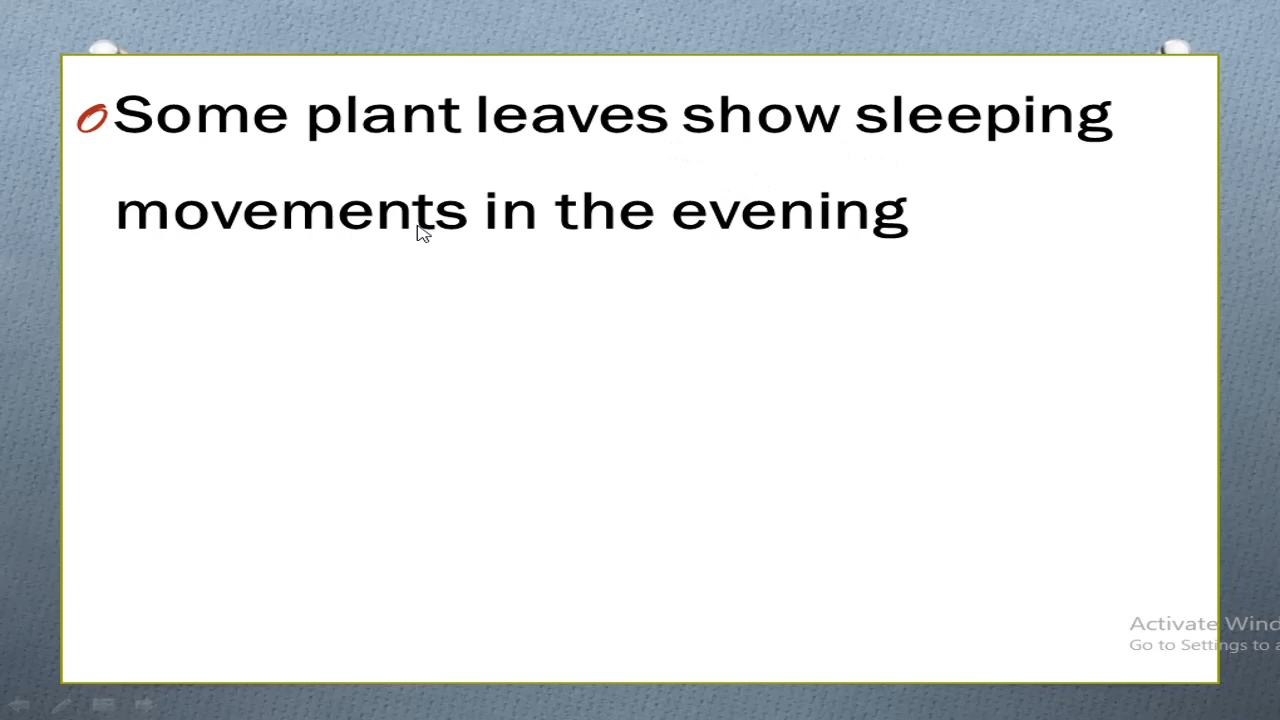 Some plant leaves show sleeping
movements in the evening
Activate Wind
Go to Settings to a